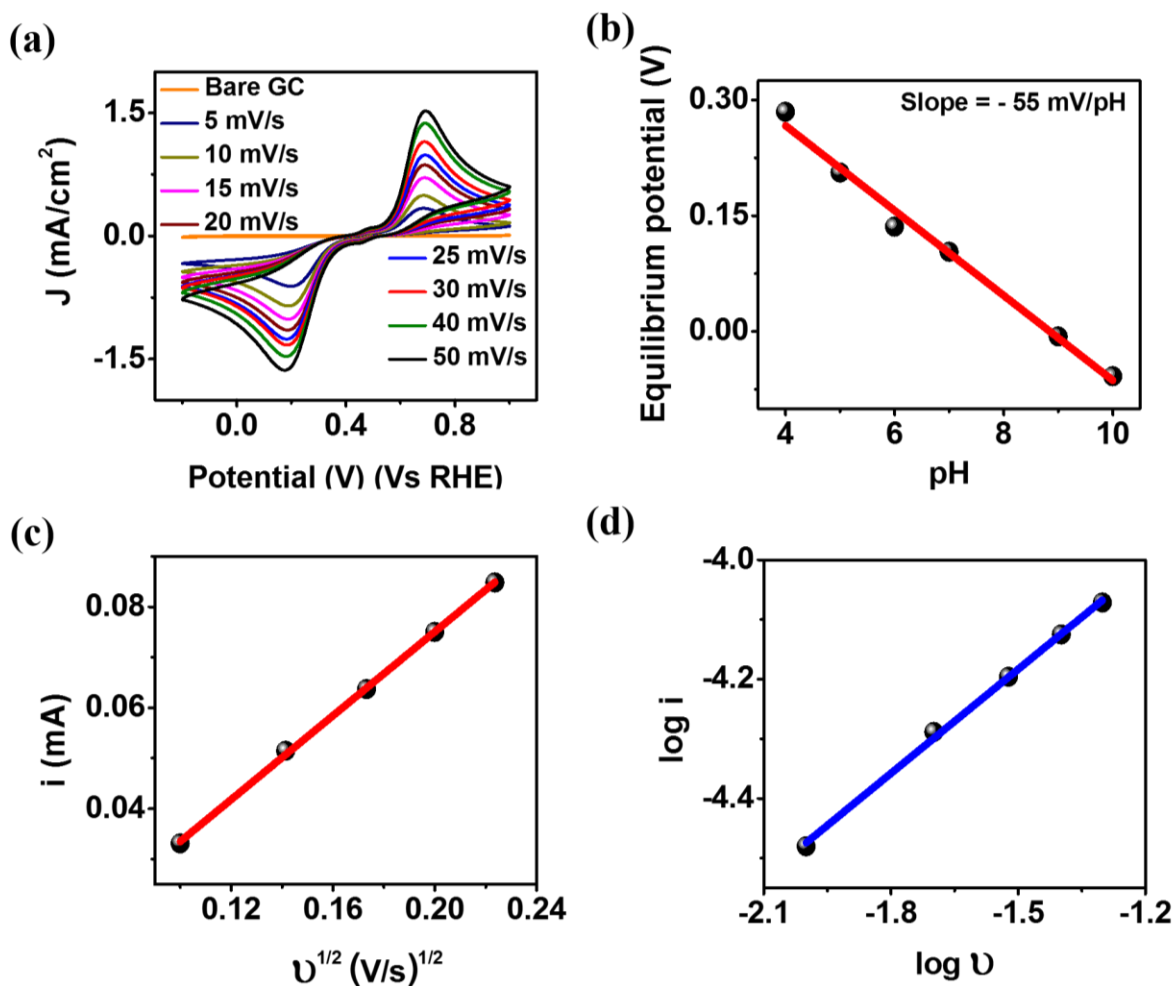 (a)
J (mA/cm²)
1.5
0.0
-1.5
Bare GC
5 mV/s
10 mV/s
15 mV/s
20 mV/s
25 mV/s
30 mV/s
40 mV/s
50 mV/s
0.0 0.4 0.8
Potential (V) (Vs RHE)
(b)
Equilibrium potential (V)
0.30
0.15
0.00
Slope = - 55 mV/pH
4 6 8 10
pH
(c)
i (mA)
0.08
0.06
0.04
0.12 0.16 0.20 0.24
υ^1/2 (V/s)^1/2
(d)
log i
-4.0
-4.2
-4.4
-2.1 -1.8 -1.5 -1.2
log υ